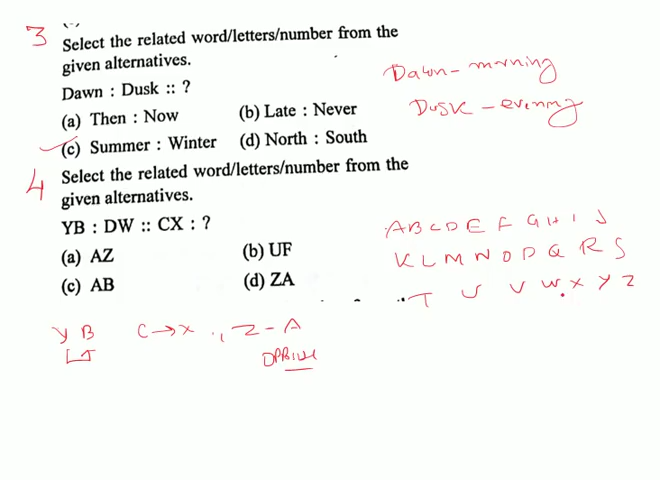 3
Select the related word/letters/number from the
given alternatives.
Dawn : Dusk :: ?
(a) Then : Now (b) Late : Never
(c) Summer : Winter (d) North : South
Dawn - morning
Dusk - evening
4
Select the related word/letters/number from the
given alternatives.
YB : DW :: CX : ?
(a) AZ (b) UF
(c) AB (d) ZA
A B C D E F G H I J
K L M N O P Q R S
T U V W X Y Z
Y B C → X , Z - A